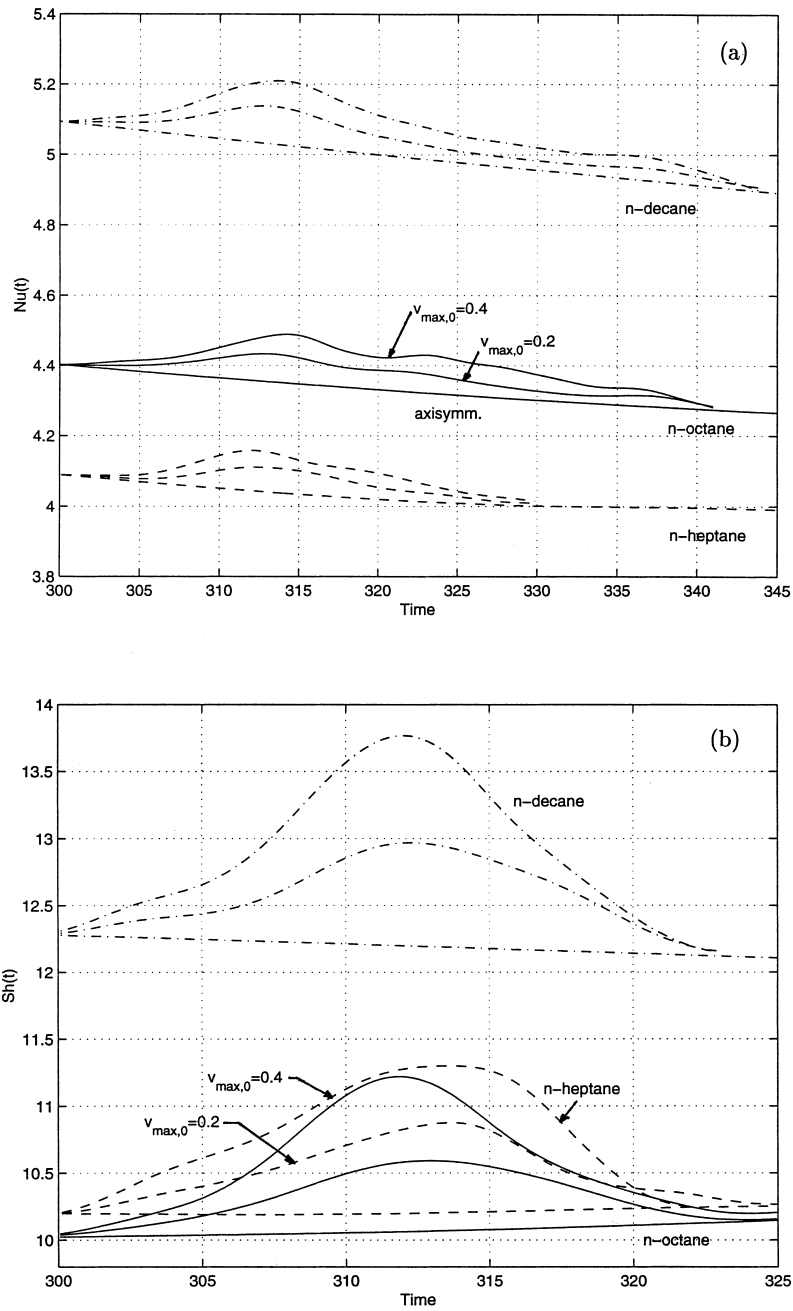 5.4
(a)
5.2
5
n−decane
4.8
Nu(t)
4.6
v_max,0=0.4
v_max,0=0.2
4.4
axisymm.
n−octane
4.2
4
n−heptane
3.8
300 305 310 315 320 325 330 335 340 345
Time
14
(b)
13.5
n−decane
13
12.5
12
Sh(t)
11.5
v_max,0=0.4
n−heptane
11
v_max,0=0.2
10.5
10
n−octane
300 305 310 315 320 325
Time